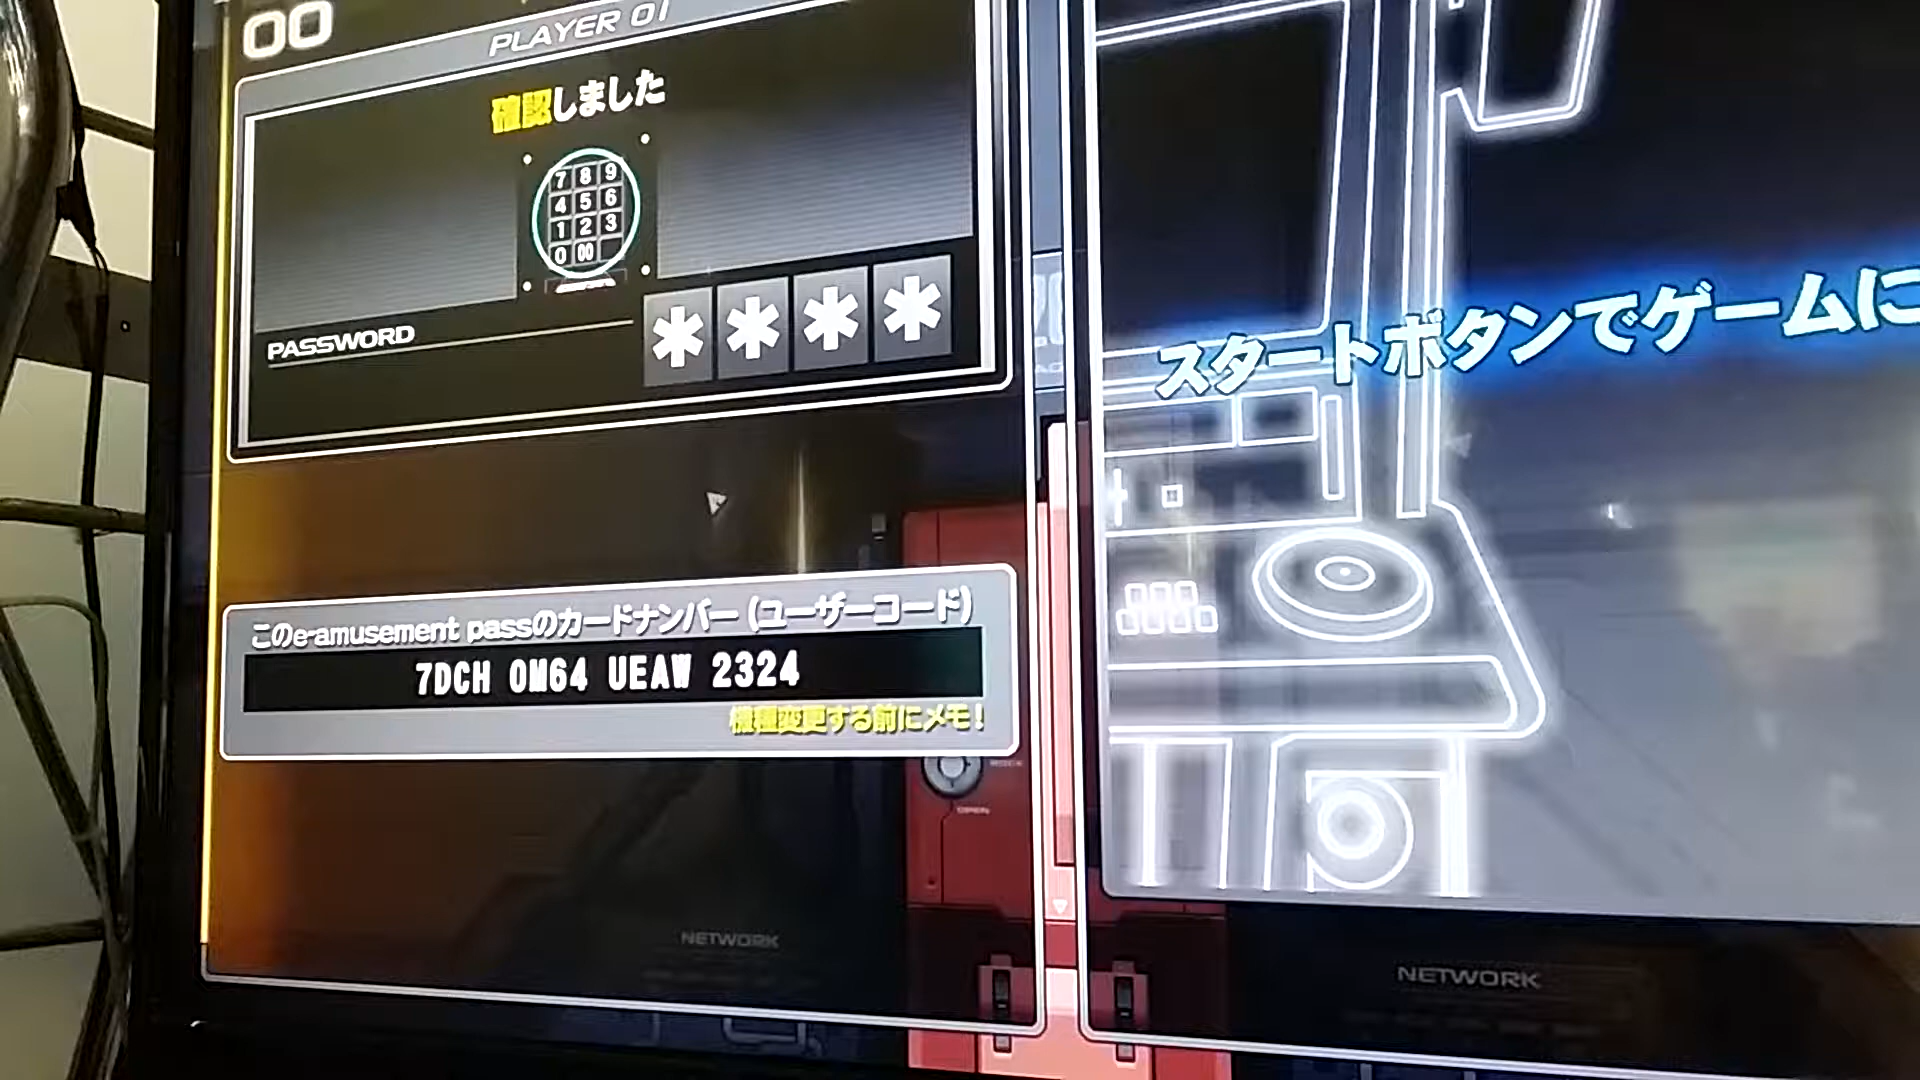 00
PLAYER 01
確認しました
7 8 9
4 5 6
1 2 3
0 00
PASSWORD
****
スタートボタンでゲームに
このe-amusement passのカードナンバー (ユーザーコード)
7DCH 0M64 UEAW 2324
機種変更する前にメモ!
OPEN
NETWORK
NETWORK